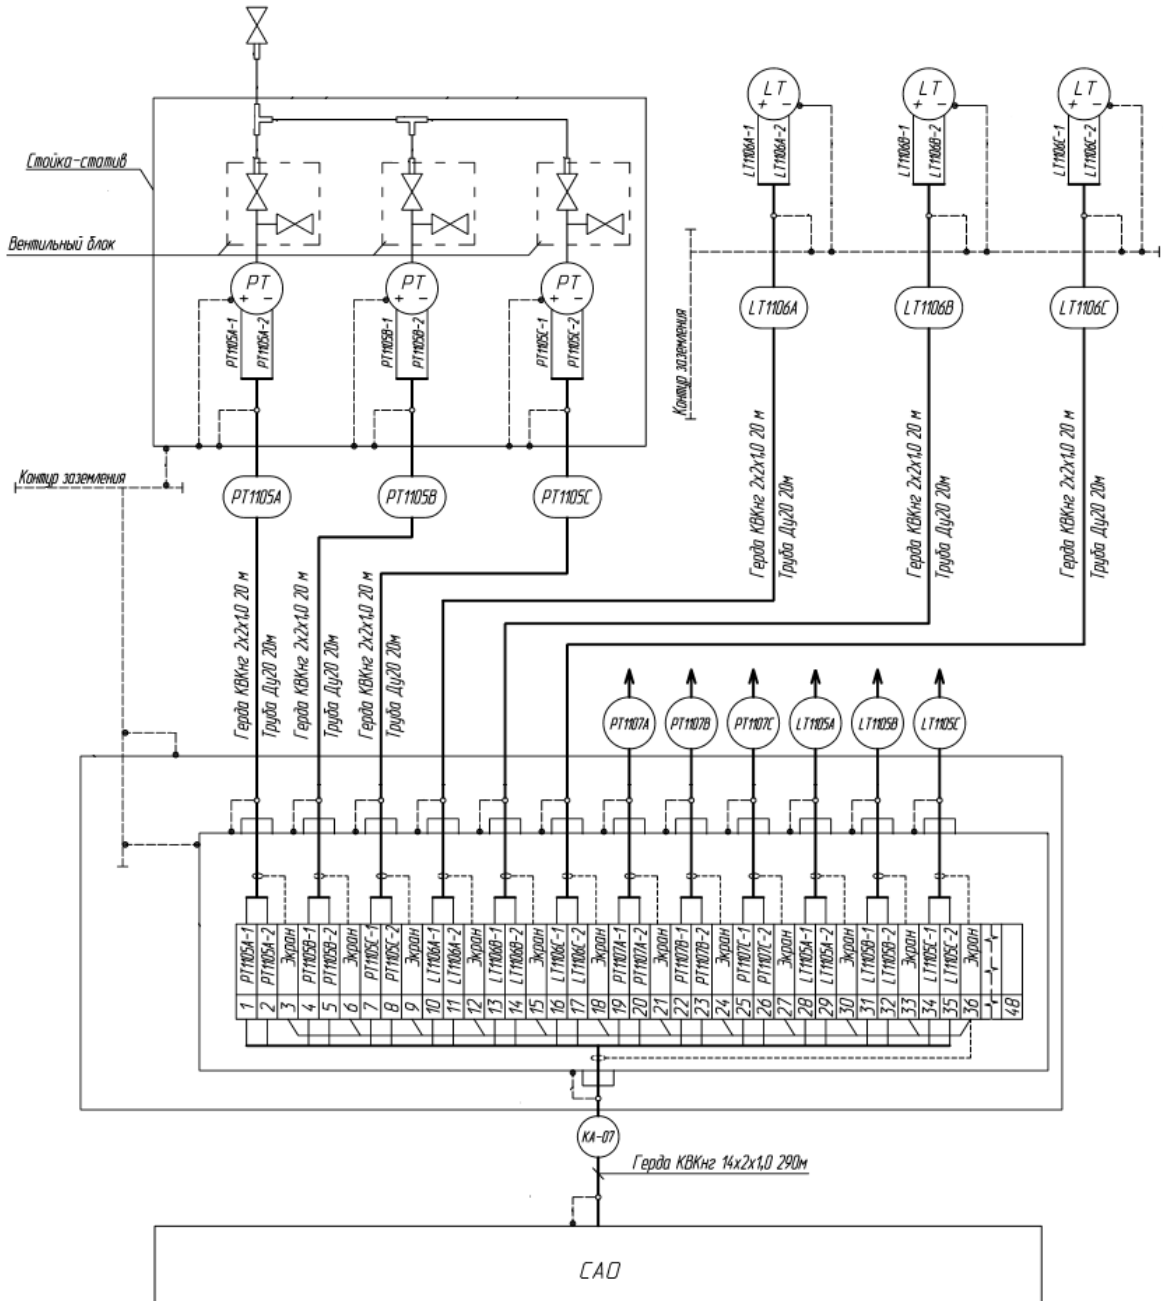 LT
+ −
LT
+ −
LT
+ −
LT1106A-1
LT1106A-2
LT1106B-1
LT1106B-2
LT1106C-1
LT1106C-2
Стойка-статив
Вентильный блок
PT
+ −
PT
+ −
PT
+ −
PT1105A-1
PT1105A-2
PT1105B-1
PT1105B-2
PT1105C-1
PT1105C-2
LT1106A
LT1106B
LT1106C
Контур заземления
Контур заземления
PT1105A
PT1105B
PT1105C
Герда КВКнг 2х2х1,0 20 м
Труба Ду20 20м
Герда КВКнг 2х2х1,0 20 м
Труба Ду20 20м
Герда КВКнг 2х2х1,0 20 м
Труба Ду20 20м
Герда КВКнг 2х2х1,0 20 м
Труба Ду20 20м
Герда КВКнг 2х2х1,0 20 м
Труба Ду20 20м
Герда КВКнг 2х2х1,0 20 м
Труба Ду20 20м
PT1107A
PT1107B
PT1107C
LT1105A
LT1105B
LT1105C
1 PT1105A-1
2 PT1105A-2
3 Экран
4 PT1105B-1
5 PT1105B-2
6 Экран
7 PT1105C-1
8 PT1105C-2
9 Экран
10 LT1106A-1
11 LT1106A-2
12 Экран
13 LT1106B-1
14 LT1106B-2
15 Экран
16 LT1106C-1
17 LT1106C-2
18 Экран
19 PT1107A-1
20 PT1107A-2
21 Экран
22 PT1107B-1
23 PT1107B-2
24 Экран
25 PT1107C-1
26 PT1107C-2
27 Экран
28 LT1105A-1
29 LT1105A-2
30 Экран
31 LT1105B-1
32 LT1105B-2
33 Экран
34 LT1105C-1
35 LT1105C-2
36 Экран
48
КА-07
Герда КВКнг 14х2х1,0 290м
САО